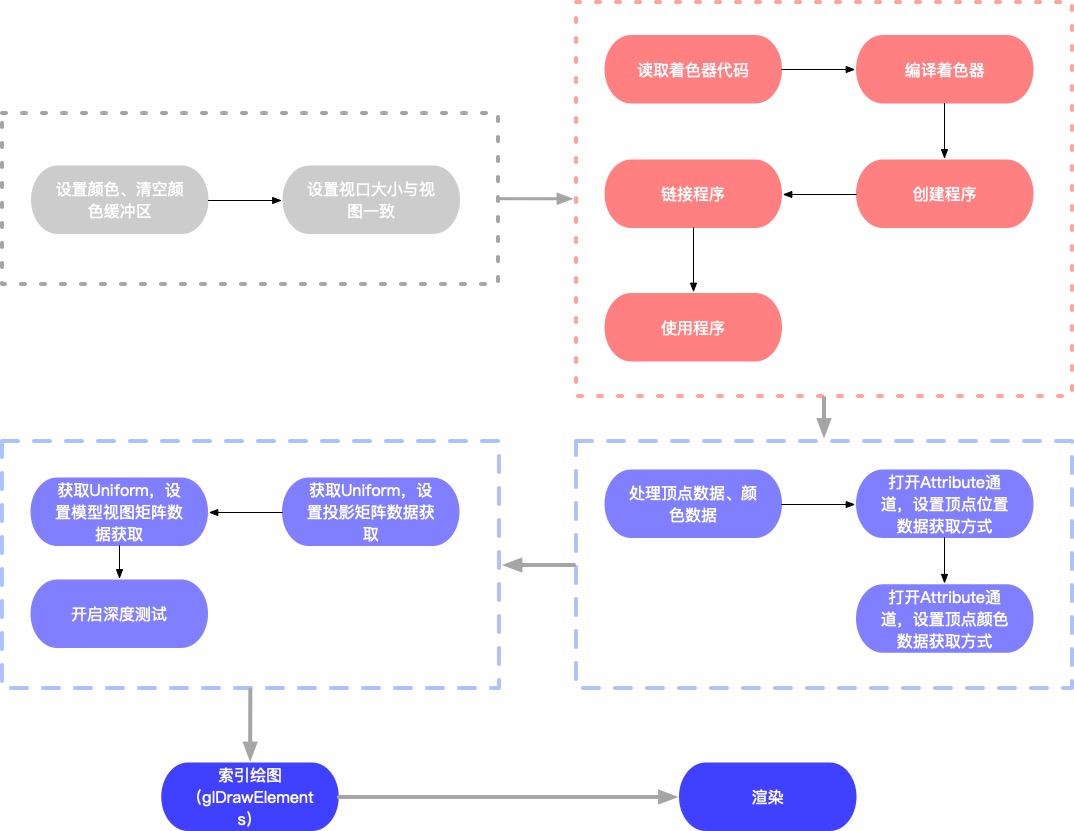 读取着色器代码
编译着色器
设置颜色、清空颜
色缓冲区
设置视口大小与视
图一致
链接程序
创建程序
使用程序
获取Uniform，设
置模型视图矩阵数
据获取
获取Uniform，设
置投影矩阵数据获
取
处理顶点数据、颜
色数据
打开Attribute通
道，设置顶点位置
数据获取方式
开启深度测试
打开Attribute通
道，设置顶点颜色
数据获取方式
索引绘图
（glDrawElement
s）
渲染